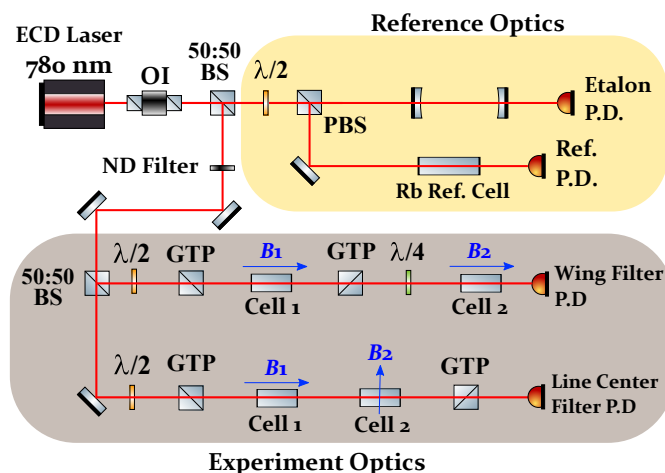 Reference Optics
ECD Laser
780 nm
OI
50:50
BS
λ/2
PBS
Etalon
P.D.
Ref.
P.D.
Rb Ref. Cell
ND Filter
50:50
BS
λ/2
GTP
B1
Cell 1
GTP
λ/4
B2
Cell 2
Wing Filter
P.D
λ/2
GTP
B1
Cell 1
B2
Cell 2
GTP
Line Center
Filter P.D
Experiment Optics